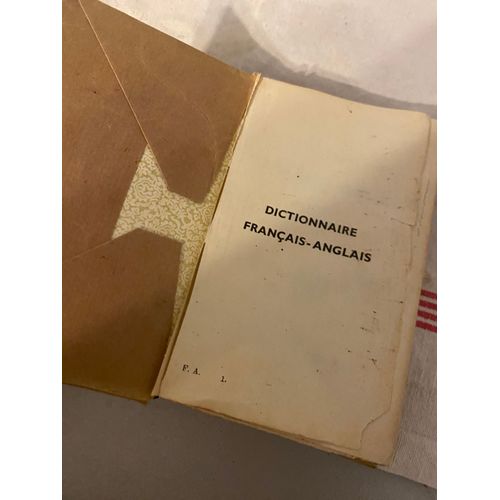 DICTIONNAIRE
FRANÇAIS-ANGLAIS
F. A. 1.